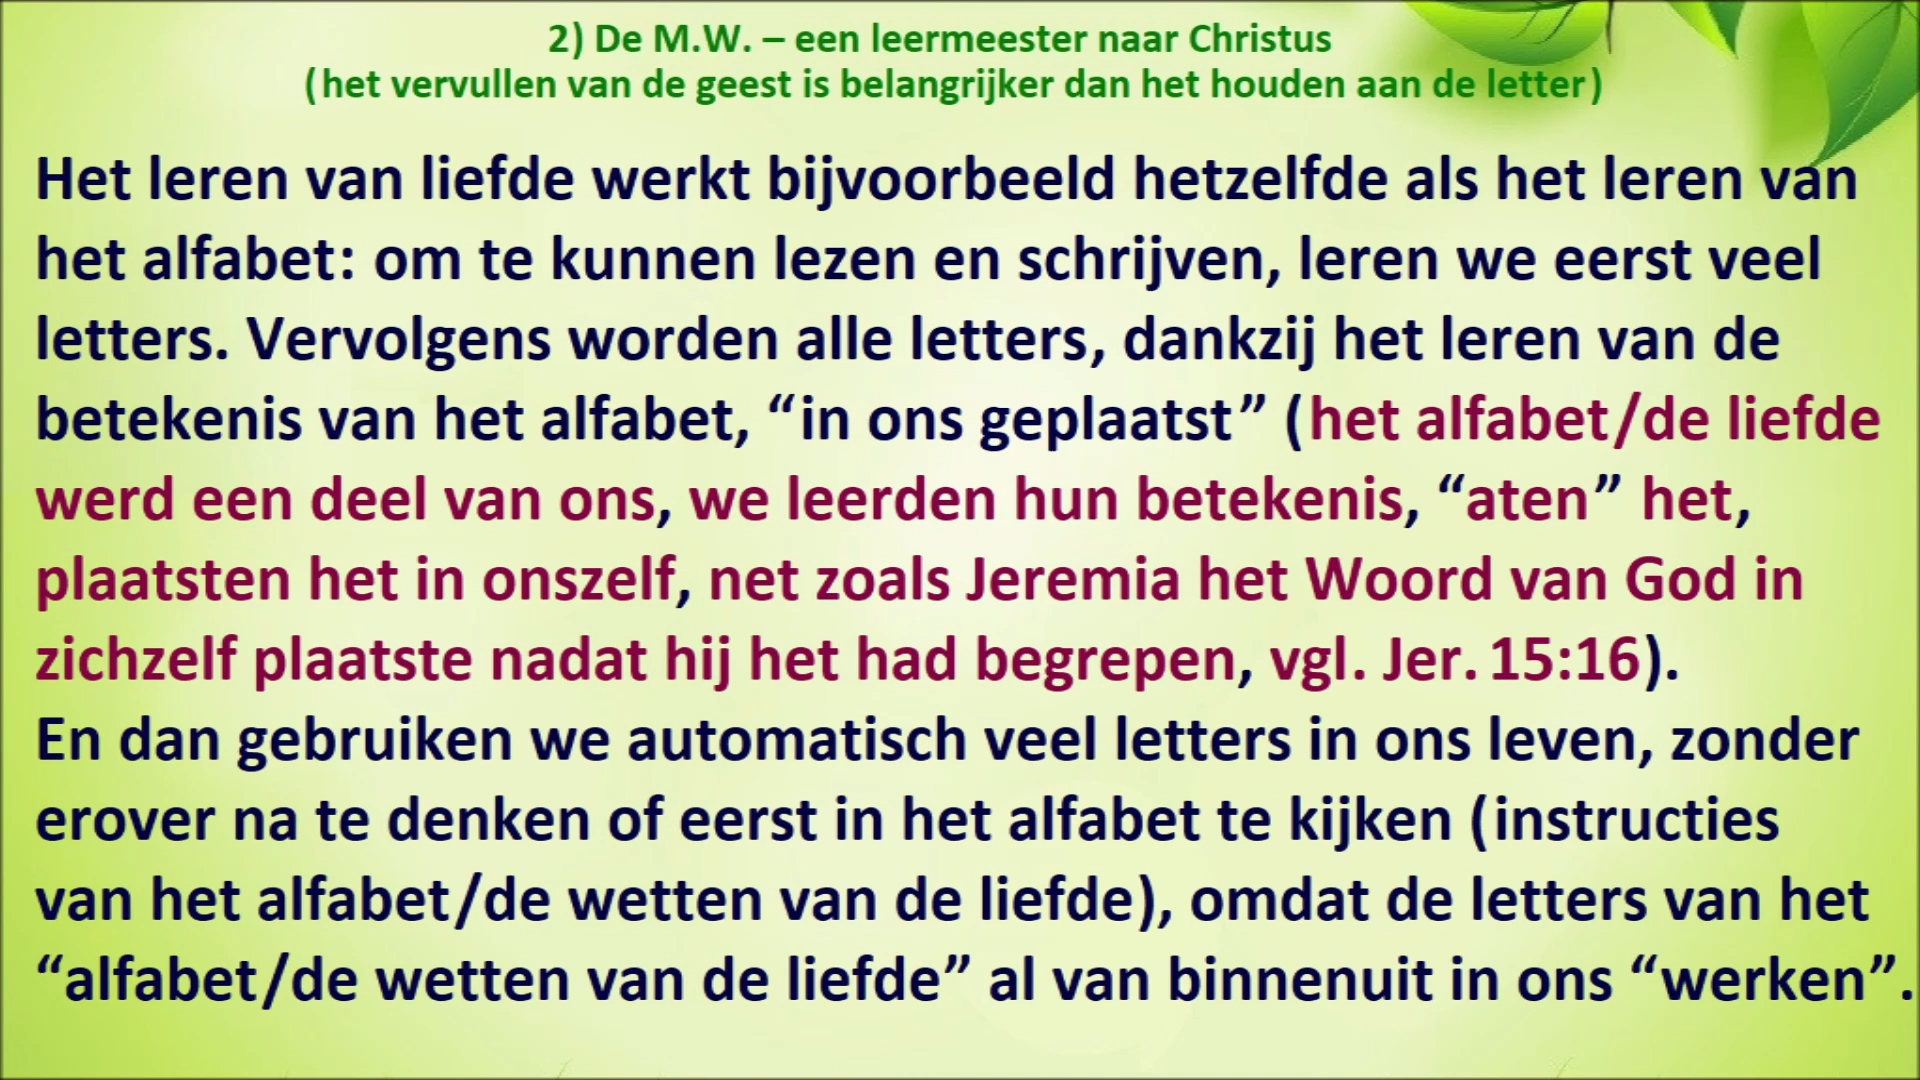 2) De M.W. – een leermeester naar Christus
(het vervullen van de geest is belangrijker dan het houden aan de letter)
Het leren van liefde werkt bijvoorbeeld hetzelfde als het leren van
het alfabet: om te kunnen lezen en schrijven, leren we eerst veel
letters. Vervolgens worden alle letters, dankzij het leren van de
betekenis van het alfabet, “in ons geplaatst” (het alfabet/de liefde
werd een deel van ons, we leerden hun betekenis, “aten” het,
plaatsten het in onszelf, net zoals Jeremia het Woord van God in
zichzelf plaatste nadat hij het had begrepen, vgl. Jer. 15:16).
En dan gebruiken we automatisch veel letters in ons leven, zonder
erover na te denken of eerst in het alfabet te kijken (instructies
van het alfabet/de wetten van de liefde), omdat de letters van het
“alfabet/de wetten van de liefde” al van binnenuit in ons “werken”.